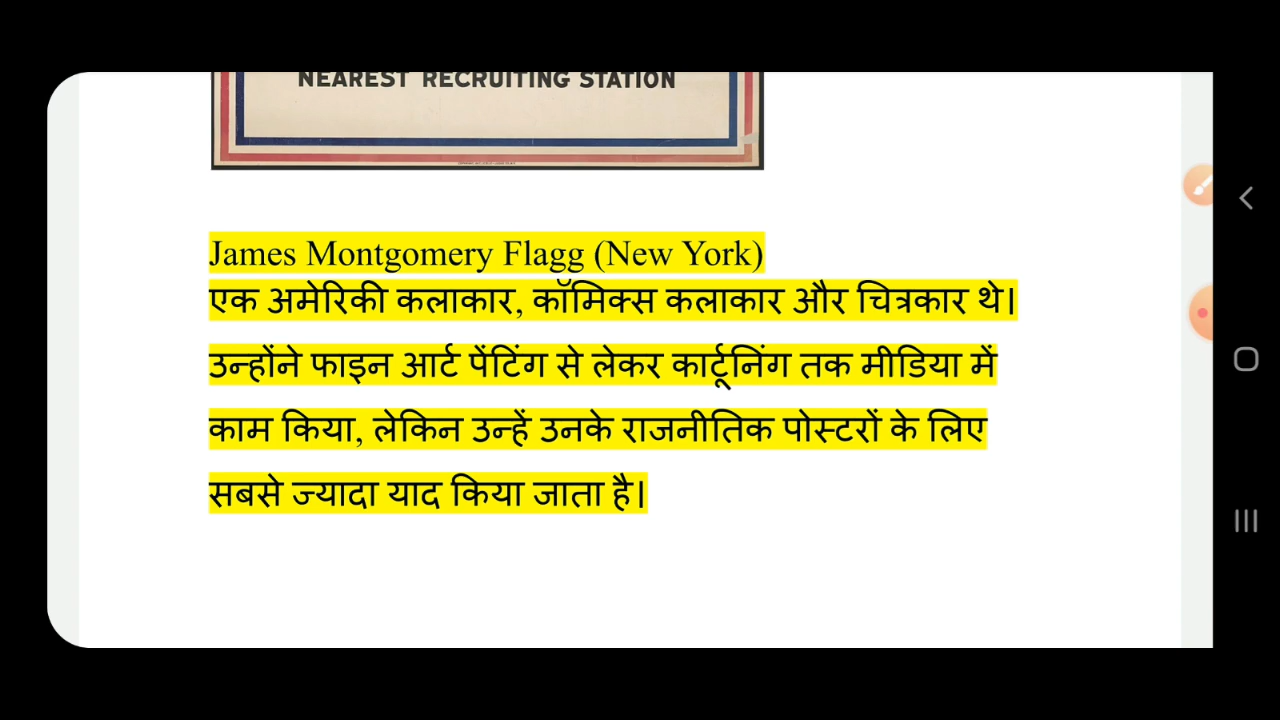 NEAREST RECRUITING STATION
James Montgomery Flagg (New York)
एक अमेरिकी कलाकार, कॉमिक्स कलाकार और चित्रकार थे।
उन्होंने फाइन आर्ट पेंटिंग से लेकर कार्टूनिंग तक मीडिया में
काम किया, लेकिन उन्हें उनके राजनीतिक पोस्टरों के लिए
सबसे ज्यादा याद किया जाता है।